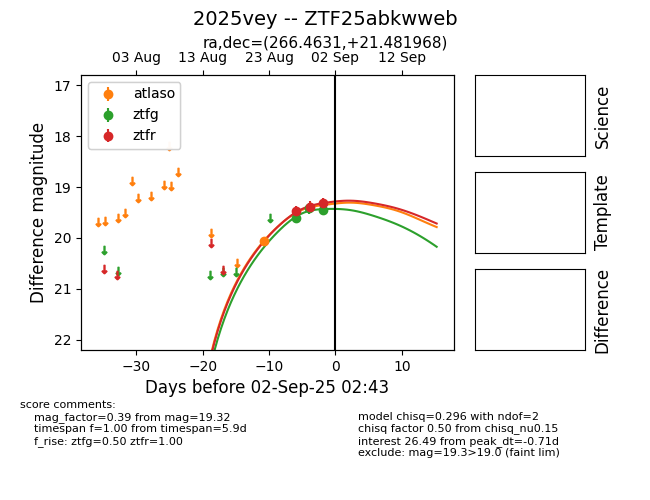 2025vey -- ZTF25abkwweb
ra,dec=(266.4631,+21.481968)
03 Aug 13 Aug 23 Aug 02 Sep 12 Sep
atlaso
ztfg
ztfr
17
18
19
20
21
22
Difference magnitude
−30 −20 −10 0 10
Days before 02-Sep-25 02:43
Science
Template
Difference
score comments:
mag_factor=0.39 from mag=19.32
timespan f=1.00 from timespan=5.9d
f_rise: ztfg=0.50 ztfr=1.00
model chisq=0.296 with ndof=2
chisq factor 0.50 from chisq_nu0.15
interest 26.49 from peak_dt=-0.71d
exclude: mag=19.3>19.0 (faint lim)